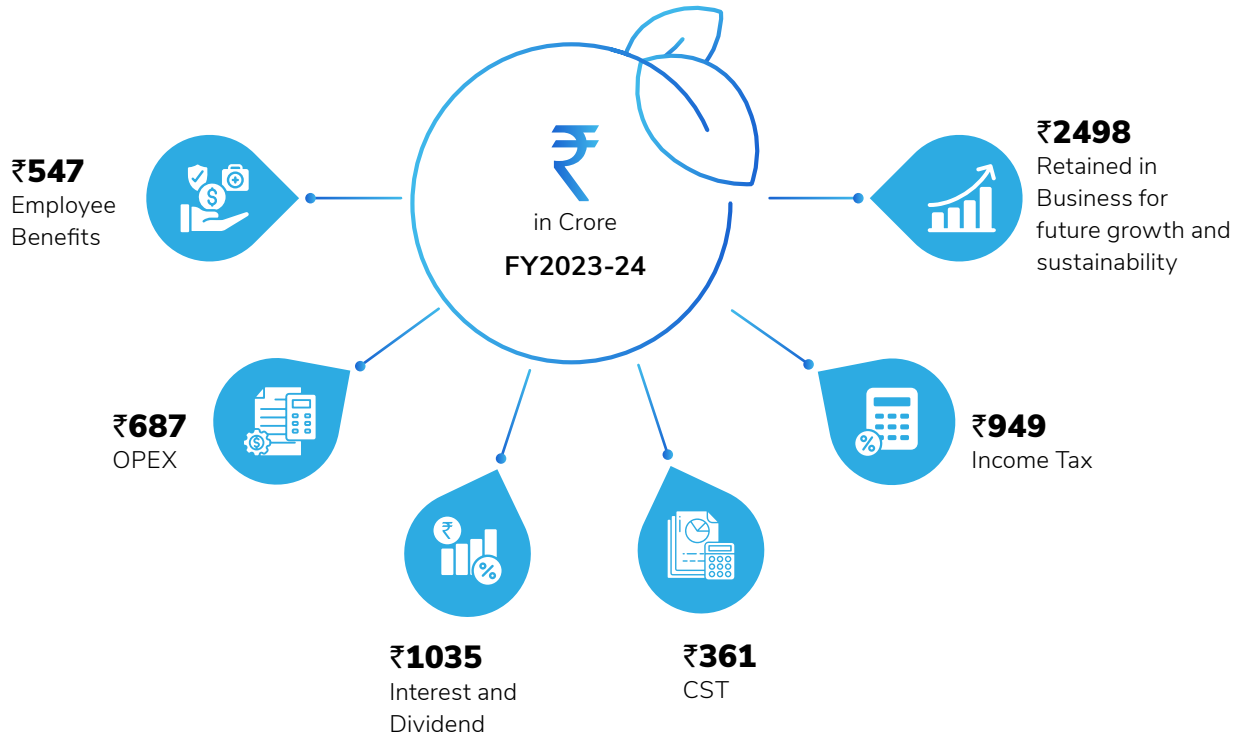 ₹
in Crore
FY2023-24
₹547
Employee
Benefits
₹687
OPEX
₹1035
Interest and
Dividend
₹361
CST
₹949
Income Tax
₹2498
Retained in
Business for
future growth and
sustainability